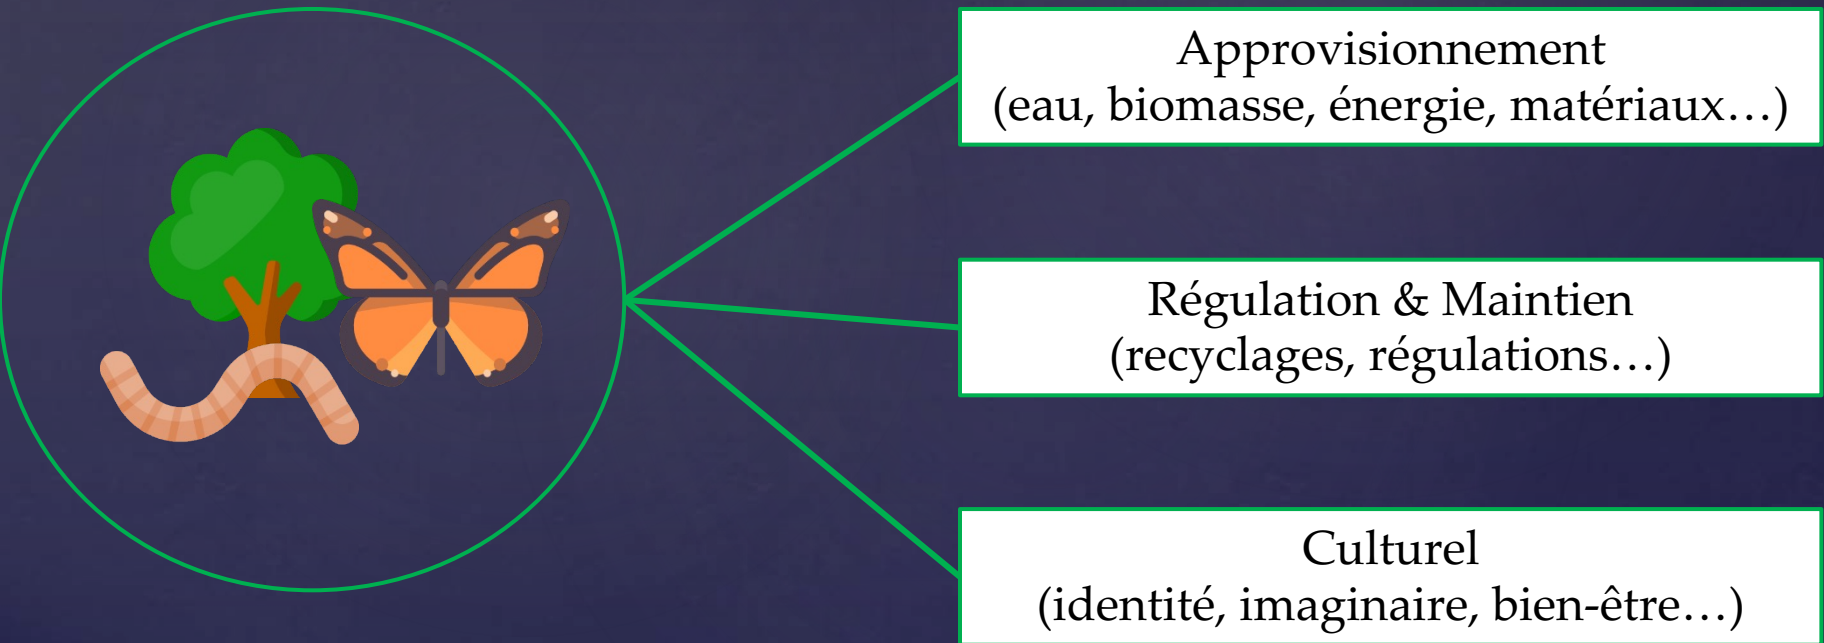 Approvisionnement
(eau, biomasse, énergie, matériaux…)
Régulation & Maintien
(recyclages, régulations…)
Culturel
(identité, imaginaire, bien-être…)